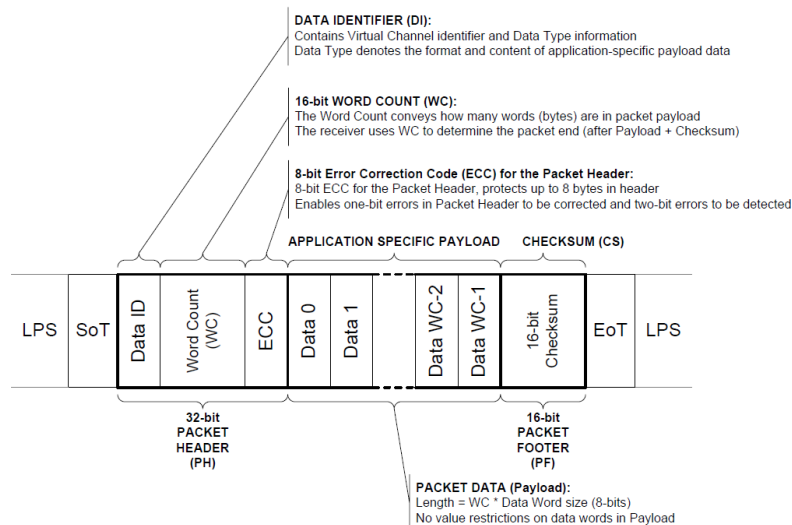 DATA IDENTIFIER (DI):
Contains Virtual Channel identifier and Data Type information
Data Type denotes the format and content of application-specific payload data
16-bit WORD COUNT (WC):
The Word Count conveys how many words (bytes) are in packet payload
The receiver uses WC to determine the packet end (after Payload + Checksum)
8-bit Error Correction Code (ECC) for the Packet Header:
8-bit ECC for the Packet Header, protects up to 8 bytes in header
Enables one-bit errors in Packet Header to be corrected and two-bit errors to be detected
APPLICATION SPECIFIC PAYLOAD
CHECKSUM (CS)
LPS
SoT
Data ID
Word Count
(WC)
ECC
Data 0
Data 1
Data WC-2
Data WC-1
16-bit
Checksum
EoT
LPS
32-bit
PACKET
HEADER
(PH)
16-bit
PACKET
FOOTER
(PF)
PACKET DATA (Payload):
Length = WC * Data Word size (8-bits)
No value restrictions on data words in Payload